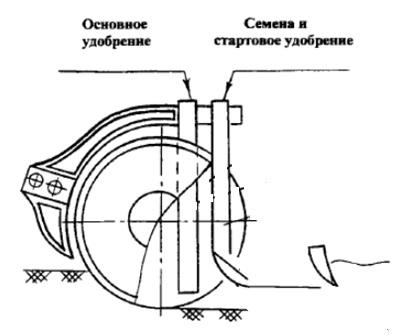 Основное
удобрение
Семена и
стартовое удобрение